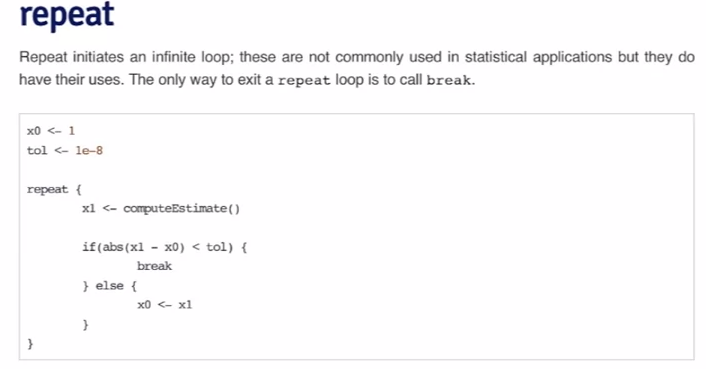 repeat
Repeat initiates an infinite loop; these are not commonly used in statistical applications but they do
have their uses. The only way to exit a repeat loop is to call break.
x0 <- 1
tol <- 1e-8
repeat {
x1 <- computeEstimate()
if(abs(x1 - x0) < tol) {
break
} else {
x0 <- x1
}
}